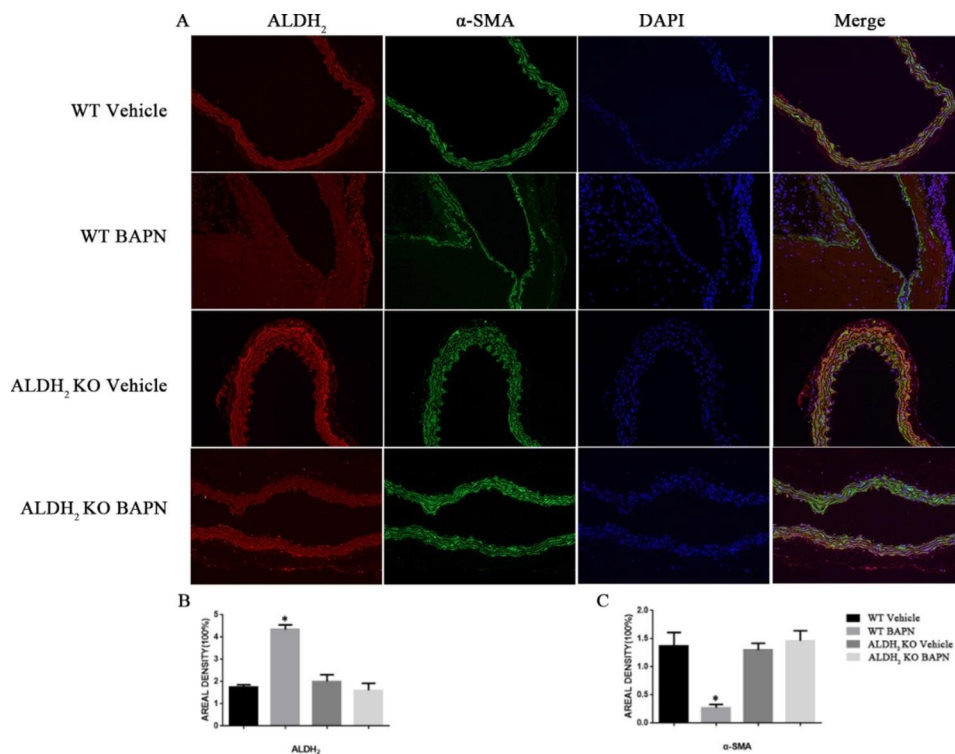 A ALDH₂ α-SMA DAPI Merge
WT Vehicle
WT BAPN
ALDH₂ KO Vehicle
ALDH₂ KO BAPN
B
AREAL DENSITY(100%)
5
4
3
2
1
0
*
ALDH₂
C
AREAL DENSITY(100%)
2.0
1.5
1.0
0.5
0.0
*
α-SMA
WT Vehicle
WT BAPN
ALDH₂ KO Vehicle
ALDH₂ KO BAPN